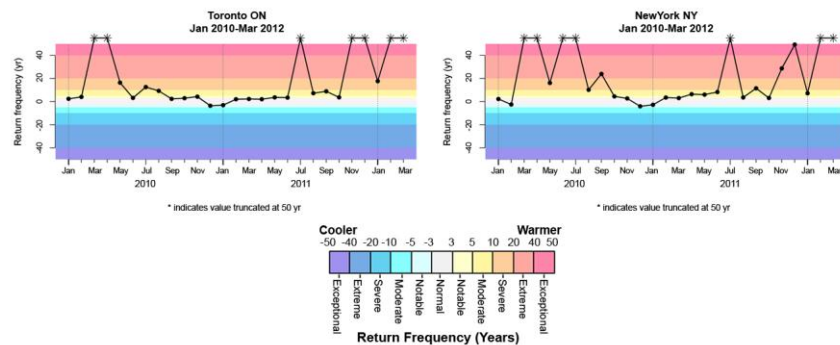 Toronto ON
Jan 2010-Mar 2012
Return frequency (yr)
40
20
0
-20
-40
Jan Mar May Jul Sep Nov Jan Mar May Jul Sep Nov Jan Mar
2010 2011
* indicates value truncated at 50 yr
NewYork NY
Jan 2010-Mar 2012
Return frequency (yr)
40
20
0
-20
-40
Jan Mar May Jul Sep Nov Jan Mar May Jul Sep Nov Jan Mar
2010 2011
* indicates value truncated at 50 yr
Cooler Warmer
-50 -40 -20 -10 -5 -3 3 5 10 20 40 50
Exceptional
Extreme
Severe
Moderate
Notable
Normal
Notable
Moderate
Severe
Extreme
Exceptional
Return Frequency (Years)